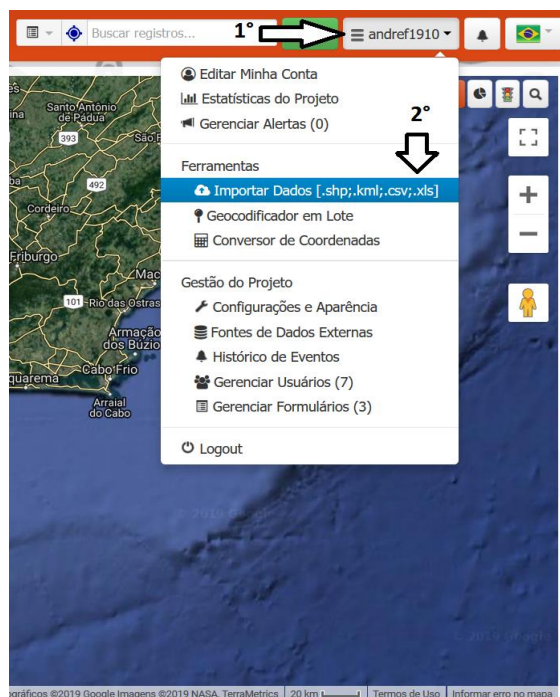 Buscar registros...
1°
andref1910
Editar Minha Conta
Estatísticas do Projeto
Gerenciar Alertas (0)
2°
Ferramentas
Importar Dados [.shp;.kml;.csv;.xls]
Geocodificador em Lote
Conversor de Coordenadas
Gestão do Projeto
Configurações e Aparência
Fontes de Dados Externas
Histórico de Eventos
Gerenciar Usuários (7)
Gerenciar Formulários (3)
Logout
Santo Antônio
de Pádua
393
São
492
Cordeiro
Friburgo
Mac
101
Rio das Ostras
Armação
dos Búzio
Cabo Frio
quarema
Arraial
do Cabo
©2019 Google
© 2019 Google
ográficos ©2019 Google Imagens ©2019 NASA, TerraMetrics
20 km
Termos de Uso
Informar erro no mapa